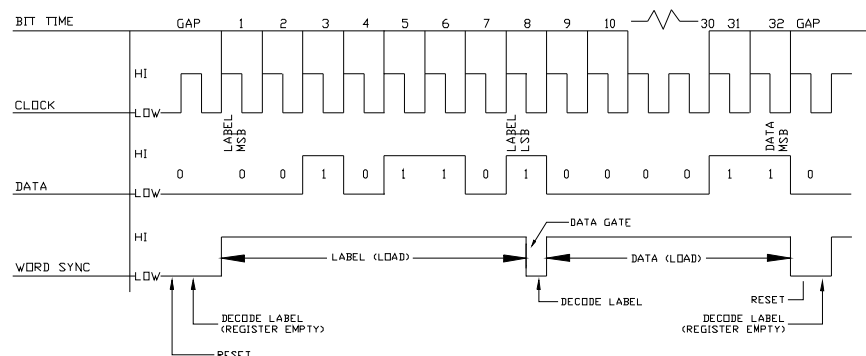 BIT TIME GAP 1 2 3 4 5 6 7 8 9 10 30 31 32 GAP
HI
CLOCK
LOW
LABEL MSB
LABEL LSB
DATA MSB
HI
DATA
LOW
0 0 0 1 0 1 1 0 1 0 0 0 0 1 1 0
HI
DATA GATE
LABEL (LOAD)
DATA (LOAD)
WORD SYNC
LOW
DECODE LABEL
RESET
DECODE LABEL
(REGISTER EMPTY)
DECODE LABEL
(REGISTER EMPTY)
RESET